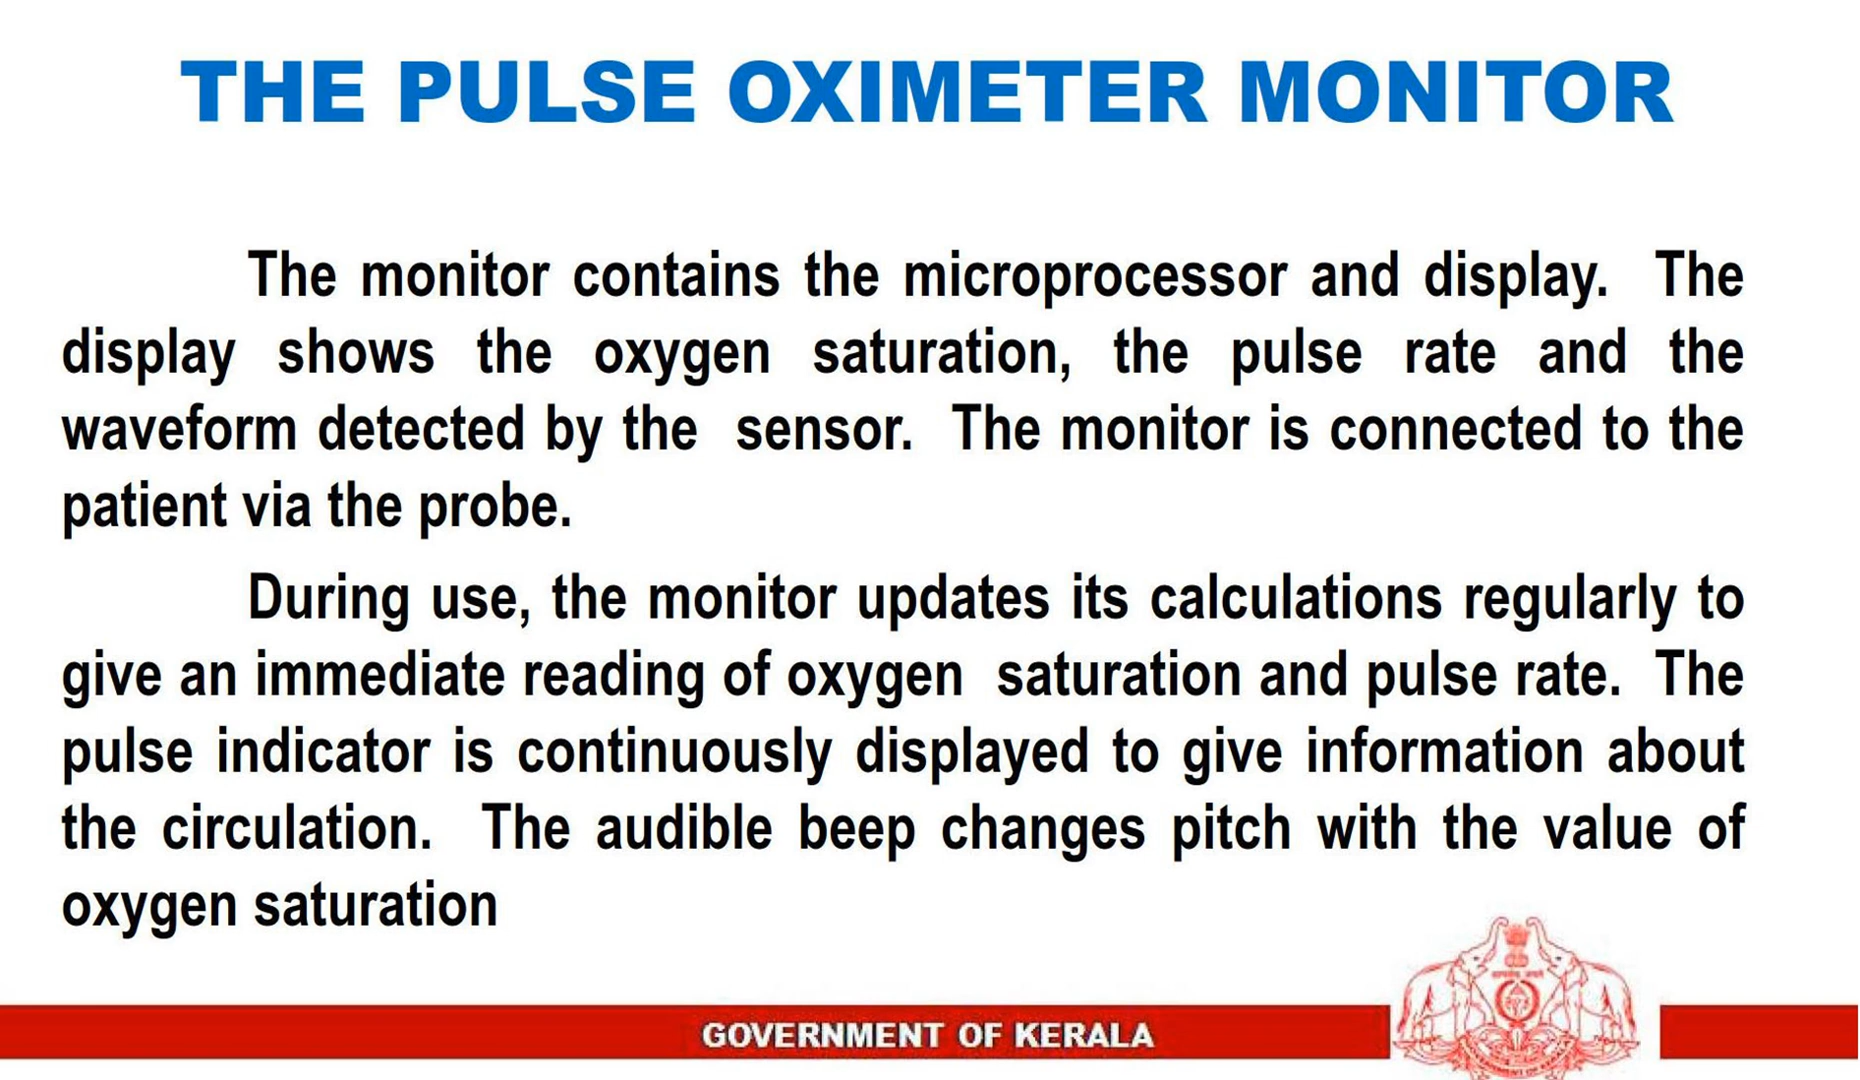 THE PULSE OXIMETER MONITOR
The monitor contains the microprocessor and display. The
display shows the oxygen saturation, the pulse rate and the
waveform detected by the sensor. The monitor is connected to the
patient via the probe.
During use, the monitor updates its calculations regularly to
give an immediate reading of oxygen saturation and pulse rate. The
pulse indicator is continuously displayed to give information about
the circulation. The audible beep changes pitch with the value of
oxygen saturation
GOVERNMENT OF KERALA